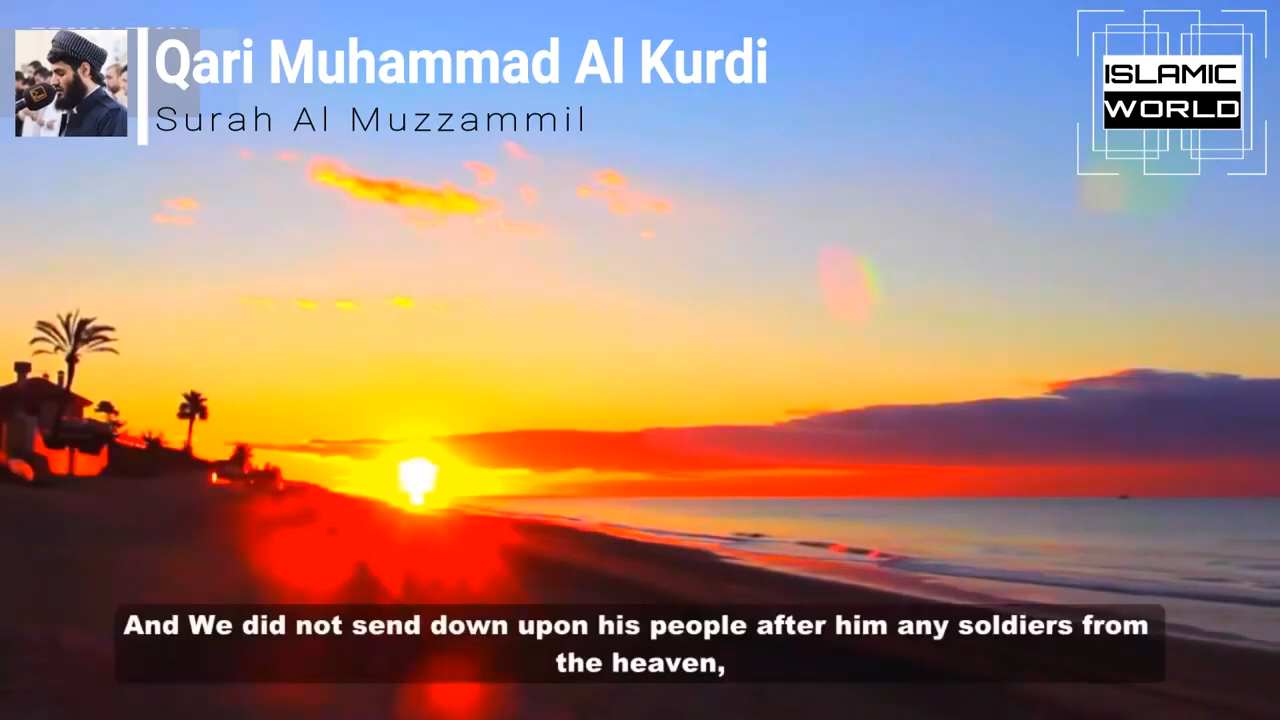 Qari Muhammad Al Kurdi
Surah Al Muzzammil
ISLAMIC
WORLD
And We did not send down upon his people after him any soldiers from
the heaven,